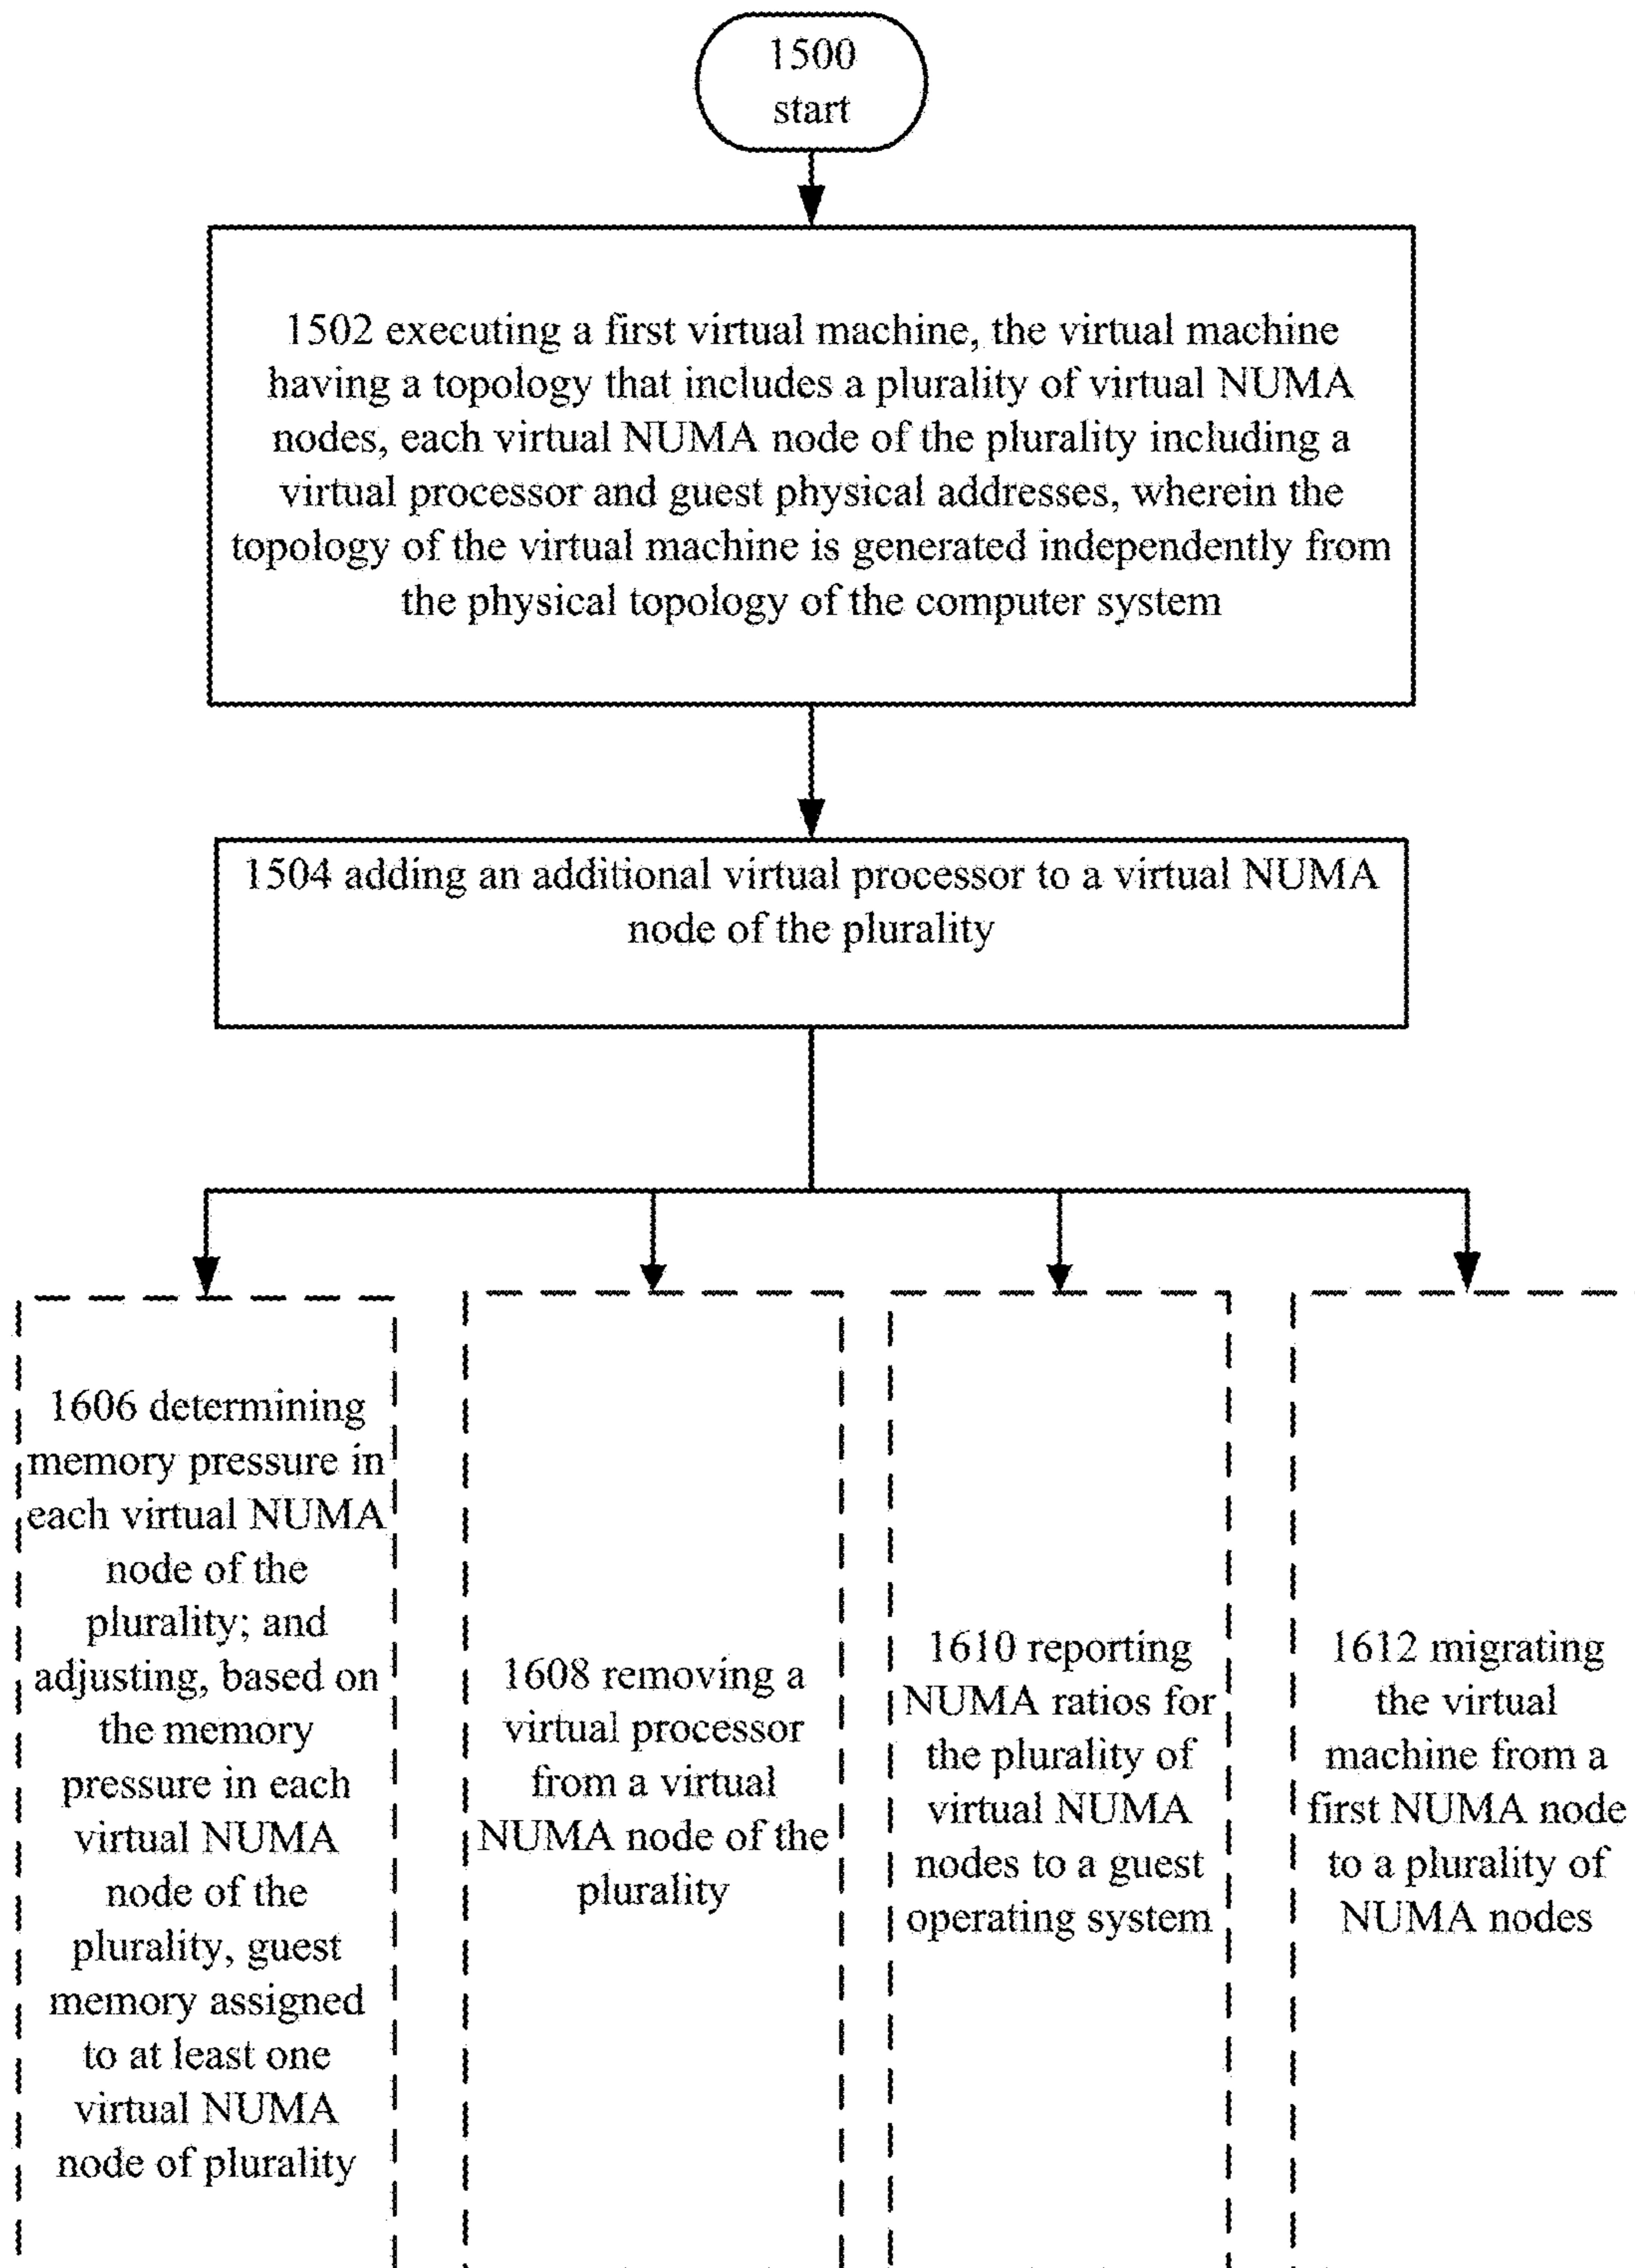 1500
start
1502 executing a first virtual machine, the virtual machine
having a topology that includes a plurality of virtual NUMA
nodes, each virtual NUMA node of the plurality including a
virtual processor and guest physical addresses, wherein the
topology of the virtual machine is generated independently from
the physical topology of the computer system
1504 adding an additional virtual processor to a virtual NUMA
node of the plurality
1606 determining
memory pressure in
each virtual NUMA
node of the
plurality; and
adjusting, based on
the memory
pressure in each
virtual NUMA
node of the
plurality, guest
memory assigned
to at least one
virtual NUMA
node of plurality
1608 removing a
virtual processor
from a virtual
NUMA node of the
plurality
1610 reporting
NUMA ratios for
the plurality of
virtual NUMA
nodes to a guest
operating system
1612 migrating
the virtual
machine from a
first NUMA node
to a plurality of
NUMA nodes